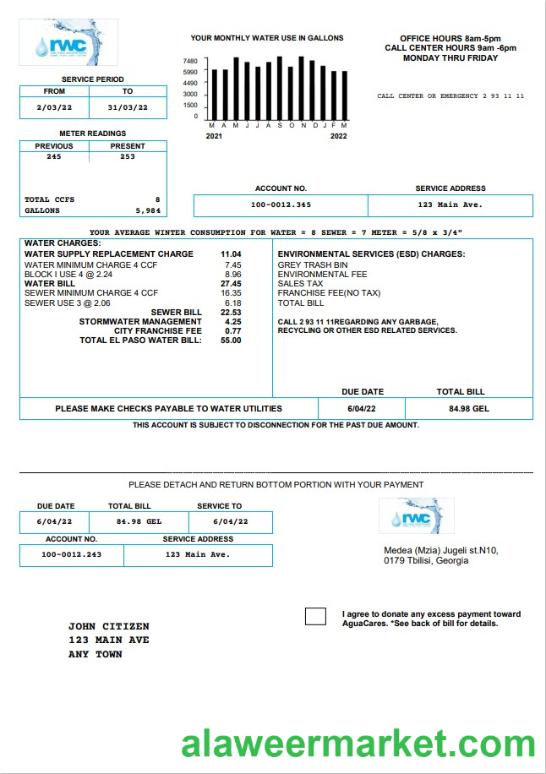 rwc
YOUR MONTHLY WATER USE IN GALLONS
7480
5990
4490
3000
1500
0
M A M J J A S O N D J F M
2021 2022
OFFICE HOURS 8am-5pm
CALL CENTER HOURS 9am -6pm
MONDAY THRU FRIDAY
CALL CENTER OR EMERGENCY 2 93 11 11
SERVICE PERIOD
FROM TO
2/03/22 31/03/22
METER READINGS
PREVIOUS PRESENT
245 253
TOTAL CCFS 8
GALLONS 5,984
ACCOUNT NO. SERVICE ADDRESS
100-0012.345 123 Main Ave.
YOUR AVERAGE WINTER CONSUMPTION FOR WATER = 8 SEWER = 7 METER = 5/8 x 3/4"
WATER CHARGES:
WATER SUPPLY REPLACEMENT CHARGE 11.04
WATER MINIMUM CHARGE 4 CCF 7.45
BLOCK I USE 4 @ 2.24 8.96
WATER BILL 27.45
SEWER MINIMUM CHARGE 4 CCF 16.35
SEWER USE 3 @ 2.06 6.18
SEWER BILL 22.53
STORMWATER MANAGEMENT 4.25
CITY FRANCHISE FEE 0.77
TOTAL EL PASO WATER BILL: 55.00
ENVIRONMENTAL SERVICES (ESD) CHARGES:
GREY TRASH BIN
ENVIRONMENTAL FEE
SALES TAX
FRANCHISE FEE(NO TAX)
TOTAL BILL
CALL 2 93 11 11REGARDING ANY GARBAGE,
RECYCLING OR OTHER ESD RELATED SERVICES.
DUE DATE TOTAL BILL
PLEASE MAKE CHECKS PAYABLE TO WATER UTILITIES 6/04/22 84.98 GEL
THIS ACCOUNT IS SUBJECT TO DISCONNECTION FOR THE PAST DUE AMOUNT.
PLEASE DETACH AND RETURN BOTTOM PORTION WITH YOUR PAYMENT
DUE DATE TOTAL BILL SERVICE TO
6/04/22 84.98 GEL 6/04/22
ACCOUNT NO. SERVICE ADDRESS
100-0012.243 123 Main Ave.
rwc
Medea (Mzia) Jugeli st.N10,
0179 Tbilisi, Georgia
I agree to donate any excess payment toward
AguaCares. *See back of bill for details.
JOHN CITIZEN
123 MAIN AVE
ANY TOWN
alaweermarket.com